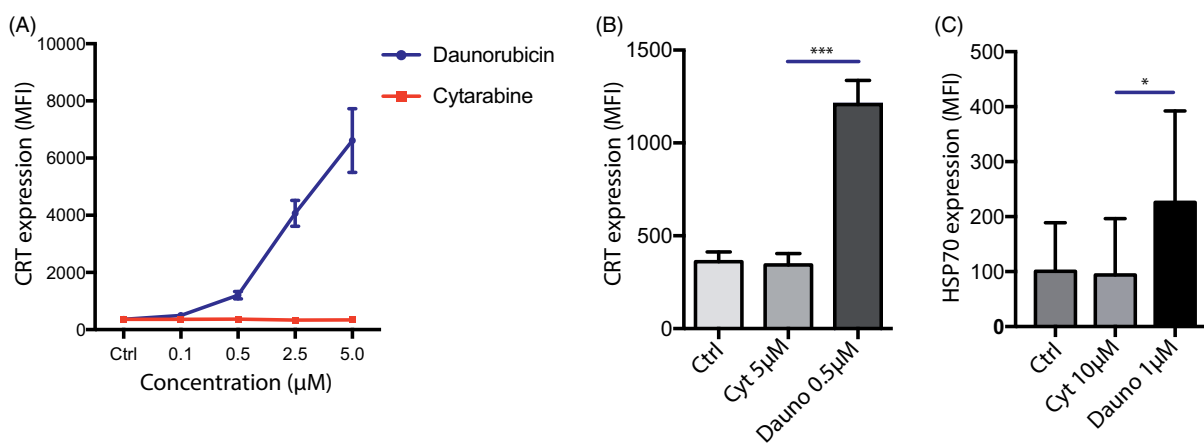 (A)
10000
8000
6000
4000
2000
0
CRT expression (MFI)
Ctrl 0.1 0.5 2.5 5.0
Concentration (µM)
Daunorubicin
Cytarabine
(B)
1500
1000
500
0
CRT expression (MFI)
***
Ctrl
Cyt 5µM
Dauno 0.5µM
(C)
500
400
300
200
100
0
HSP70 expression (MFI)
*
Ctrl
Cyt 10µM
Dauno 1µM